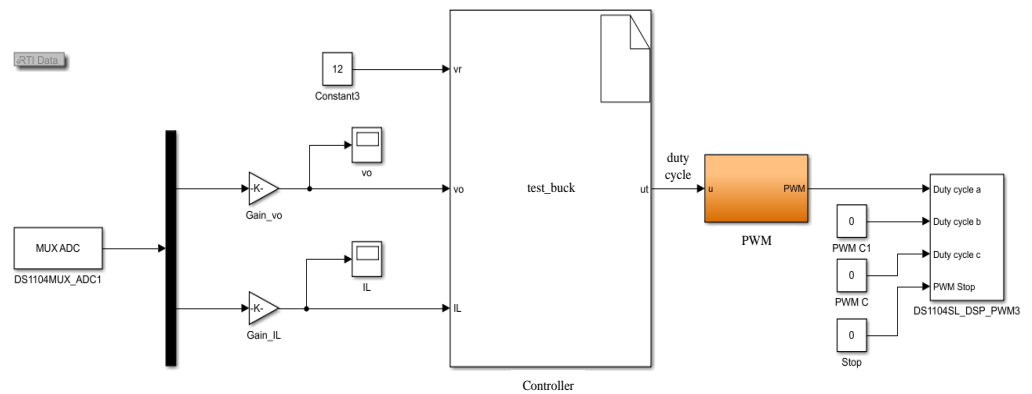 RTI Data
12
Constant3
vr
vo
-K-
Gain_vo
vo
test_buck
ut
duty
cycle
u
PWM
PWM
Duty cycle a
0
PWM C1
Duty cycle b
MUX ADC
DS1104MUX_ADC1
IL
0
PWM C
Duty cycle c
PWM Stop
DS1104SL_DSP_PWM3
-K-
Gain_IL
IL
0
Stop
Controller